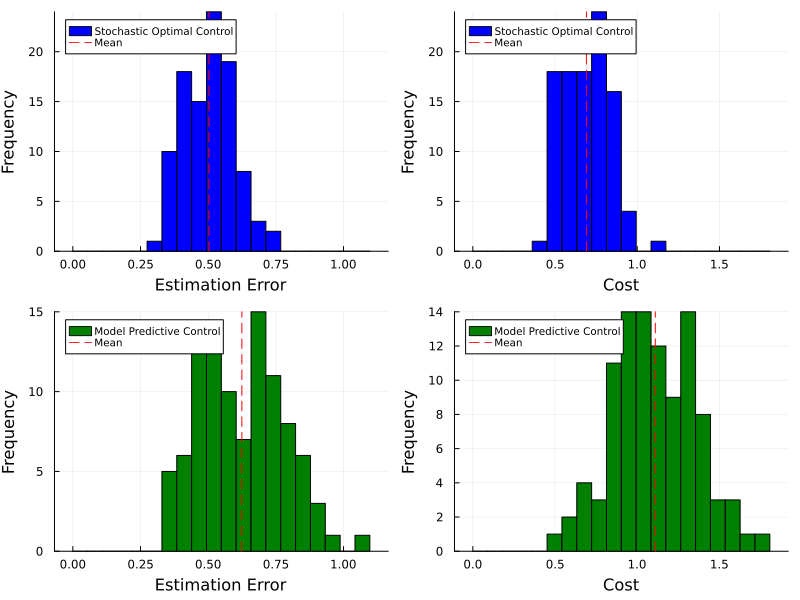 Stochastic Optimal Control
Mean
Frequency
20
15
10
5
0
0.00 0.25 0.50 0.75 1.00
Estimation Error
Stochastic Optimal Control
Mean
Frequency
20
15
10
5
0
0.0 0.5 1.0 1.5
Cost
Model Predictive Control
Mean
Frequency
15
10
5
0
0.00 0.25 0.50 0.75 1.00
Estimation Error
Model Predictive Control
Mean
Frequency
14
12
10
8
6
4
2
0
0.0 0.5 1.0 1.5
Cost